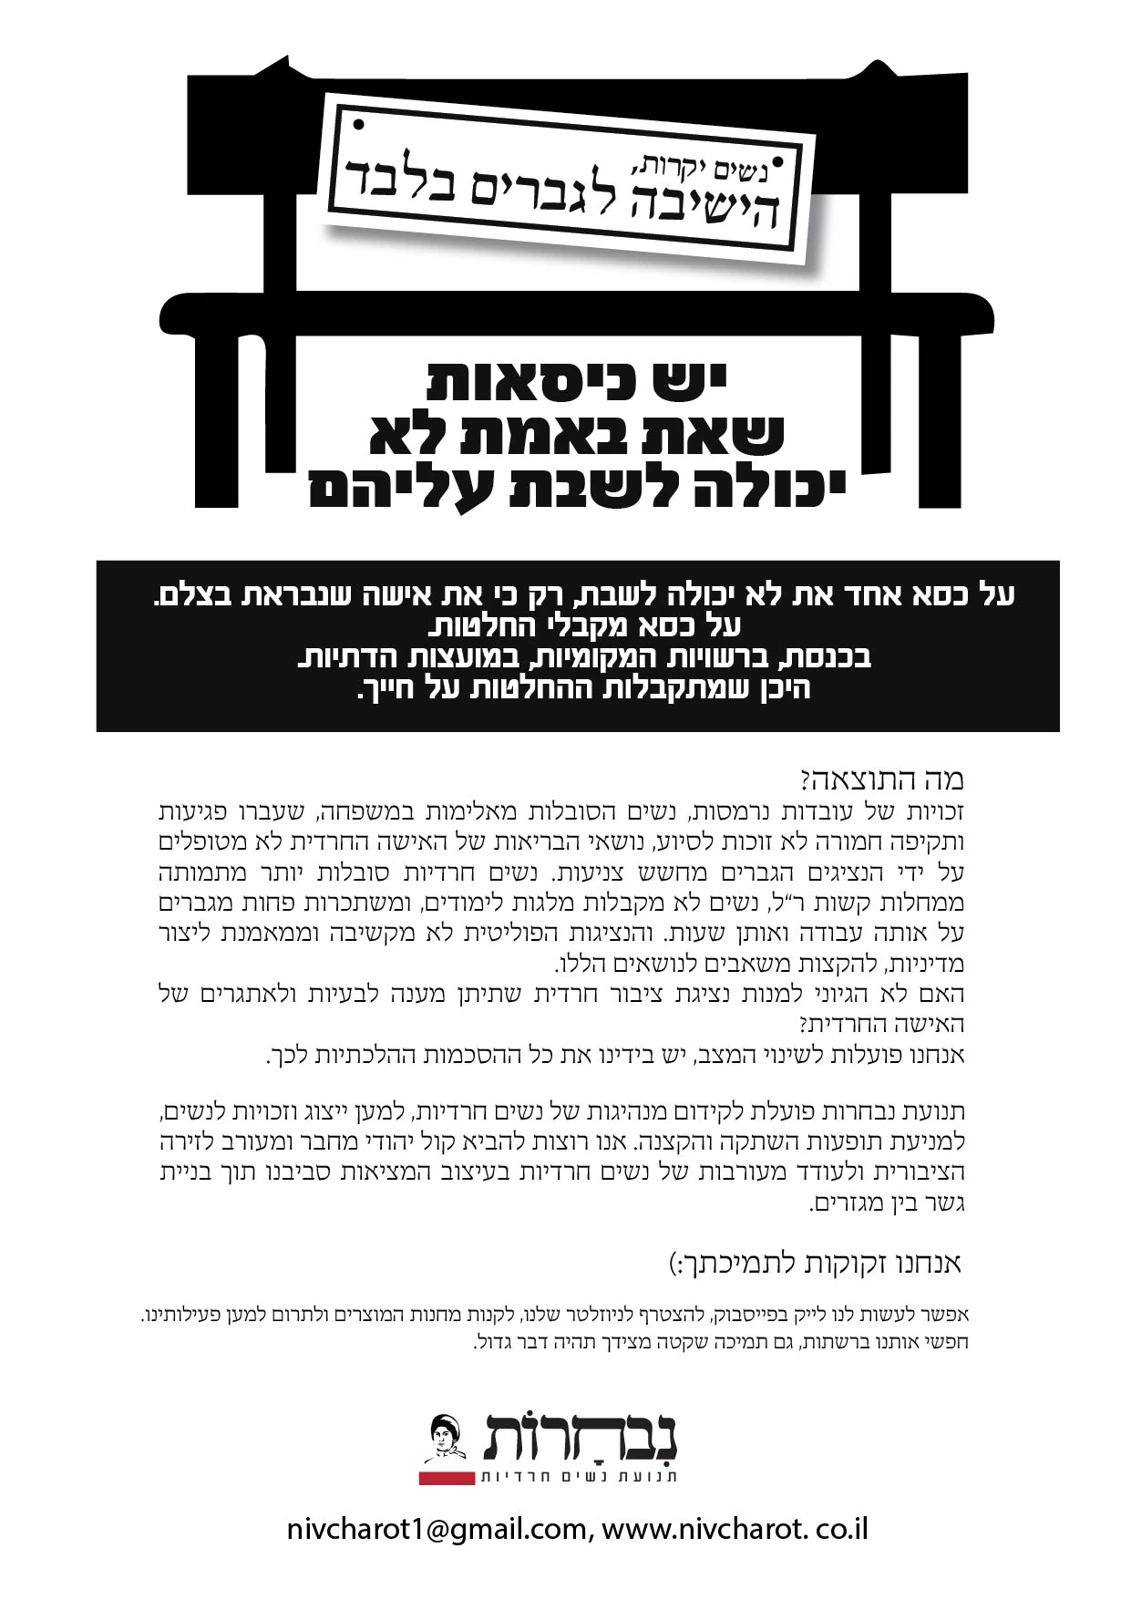 נשים יקרות,
הישיבה לגברים בלבד
יש כיסאות
שאת באמת לא
יכולה לשבת עליהם
על כסא אחד את לא יכולה לשבת, רק כי את אישה שנבראת בצלם.
על כסא מקבלי החלטות.
בכנסת, ברשויות המקומיות, במועצות הדתיות.
היכן שמתקבלות ההחלטות על חייך.
מה התוצאה?
זכויות של עובדות נרמסות, נשים הסובלות מאלימות במשפחה, שעברו פגיעות
ותקיפה חמורה לא זוכות לסיוע, נושאי הבריאות של האישה החרדית לא מטופלים
על ידי הנציגים הגברים מחשש צניעות. נשים חרדיות סובלות יותר מתמותה
ממחלות קשות ר“ל, נשים לא מקבלות מלגות לימודים, ומשתכרות פחות מגברים
על אותה עבודה ואותן שעות. והנציגות הפוליטית לא מקשיבה וממאמנת ליצור
מדיניות, להקצות משאבים לנושאים הללו.
האם לא הגיוני למנות נציגת ציבור חרדית שתיתן מענה לבעיות ולאתגרים של
האישה החרדית?
אנחנו פועלות לשינוי המצב, יש בידינו את כל ההסכמות ההלכתיות לכך.
תנועת נבחרות פועלת לקידום מנהיגות של נשים חרדיות, למען ייצוג וזכויות לנשים,
למניעת תופעות השתקה והקצנה. אנו רוצות להביא קול יהודי מחבר ומעורב לזירה
הציבורית ולעודד מעורבות של נשים חרדיות בעיצוב המציאות סביבנו תוך בניית
גשר בין מגזרים.
אנחנו זקוקות לתמיכתך:)
אפשר לעשות לנו לייק בפייסבוק, להצטרף לניוזלטר שלנו, לקנות מחנות המוצרים ולתרום למען פעילותינו.
חפשי אותנו ברשתות, גם תמיכה שקטה מצידך תהיה דבר גדול.
נִבחָרוֹת
תנועת נשים חרדיות
nivcharot1@gmail.com, www.nivcharot. co.il